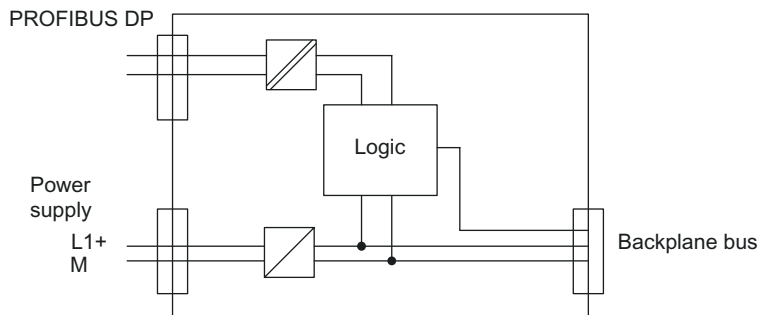 PROFIBUS DP
Logic
Power
supply
L1+
M
Backplane bus